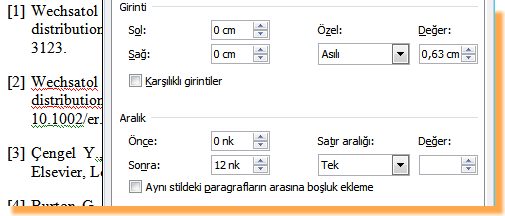 [1] Wechsatol
distribution
3123.
[2] Wechsatol
distribution
10.1002/er.
[3] Çengel Y.,
Elsevier, Lo
[4] Burton G
Girinti
Sol: 0 cm Özel: Değer:
Sağ: 0 cm Asılı 0,63 cm
Karşılıklı girintiler
Aralık
Önce: 0 nk Satır aralığı: Değer:
Sonra: 12 nk Tek
Aynı stildeki paragrafların arasına boşluk ekleme